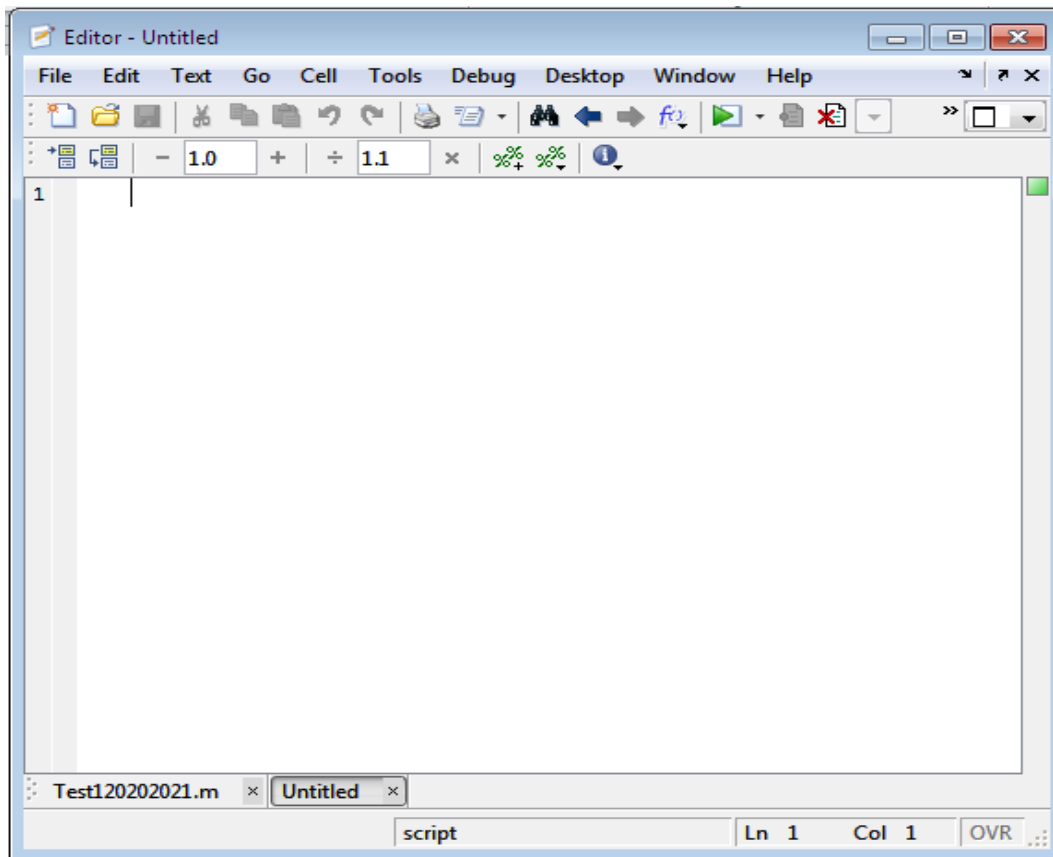 Editor - Untitled
File Edit Text Go Cell Tools Debug Desktop Window Help
1.0 1.1
1
Test120202021.m Untitled
script Ln 1 Col 1 OVR